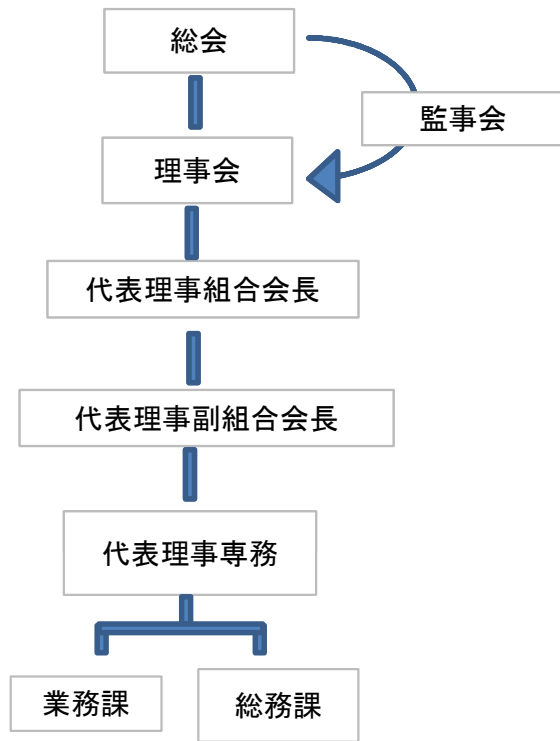 総会
監事会
理事会
代表理事組合会長
代表理事副組合会長
代表理事専務
業務課
総務課